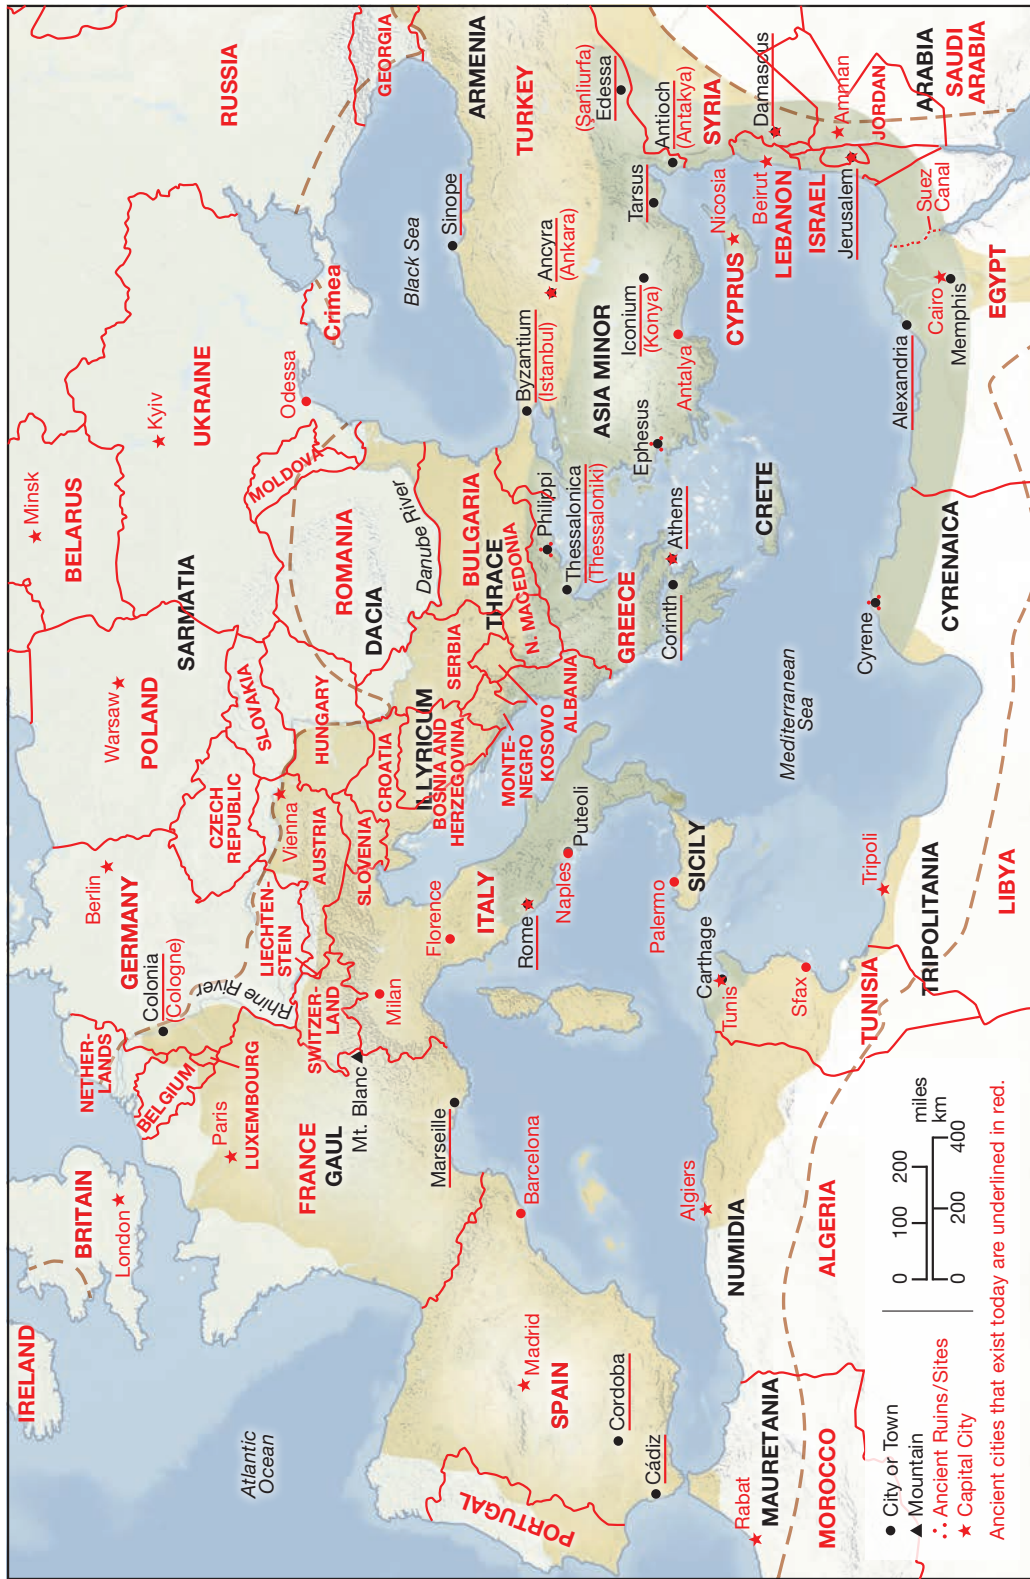 IRELAND
BRITAIN
London
Atlantic
Ocean
NETHER-
LANDS
BELGIUM
LUXEMBOURG
Paris
FRANCE
GAUL
Mt. Blanc
Marseille
GERMANY
Berlin
Colonia
(Cologne)
Rhine River
LIECHTEN-
STEIN
SWITZER-
LAND
Milan
POLAND
Warsaw
CZECH
REPUBLIC
SLOVAKIA
Vienna
AUSTRIA
SLOVENIA
HUNGARY
CROATIA
ILLYRICUM
BOSNIA AND
HERZEGOVINA
MONTE-
NEGRO
KOSOVO
ALBANIA
SERBIA
N. MACEDONIA
BELARUS
Minsk
SARMATIA
UKRAINE
Kyiv
Odessa
MOLDOVA
ROMANIA
DACIA
Danube River
BULGARIA
THRACE
RUSSIA
Crimea
GEORGIA
Black Sea
Sinope
ARMENIA
TURKEY
Ancyra
(Ankara)
Byzantium
(Istanbul)
Philippi
Thessalonica
(Thessaloniki)
GREECE
Corinth
Athens
Ephesus
ASIA MINOR
Iconium
(Konya)
Antalya
Tarsus
(Şanliurfa)
Edessa
Antioch
(Antakya)
SYRIA
Damascus
Nicosia
CYPRUS
Beirut
LEBANON
ISRAEL
Jerusalem
Amman
JORDAN
ARABIA
SAUDI
ARABIA
Suez
Canal
Cairo
Memphis
EGYPT
Alexandria
CRETE
Mediterranean
Sea
Cyrene
CYRENAICA
Florence
ITALY
Rome
Naples
Puteoli
Palermo
SICILY
Carthage
Tunis
Sfax
TUNISIA
Tripoli
TRIPOLITANIA
LIBYA
Barcelona
Madrid
SPAIN
Cordoba
Cádiz
PORTUGAL
Algiers
NUMIDIA
ALGERIA
Rabat
MAURETANIA
MOROCCO
City or Town
Mountain
Ancient Ruins/Sites
Capital City
0 100 200 miles
0 200 400 km
Ancient cities that exist today are underlined in red.